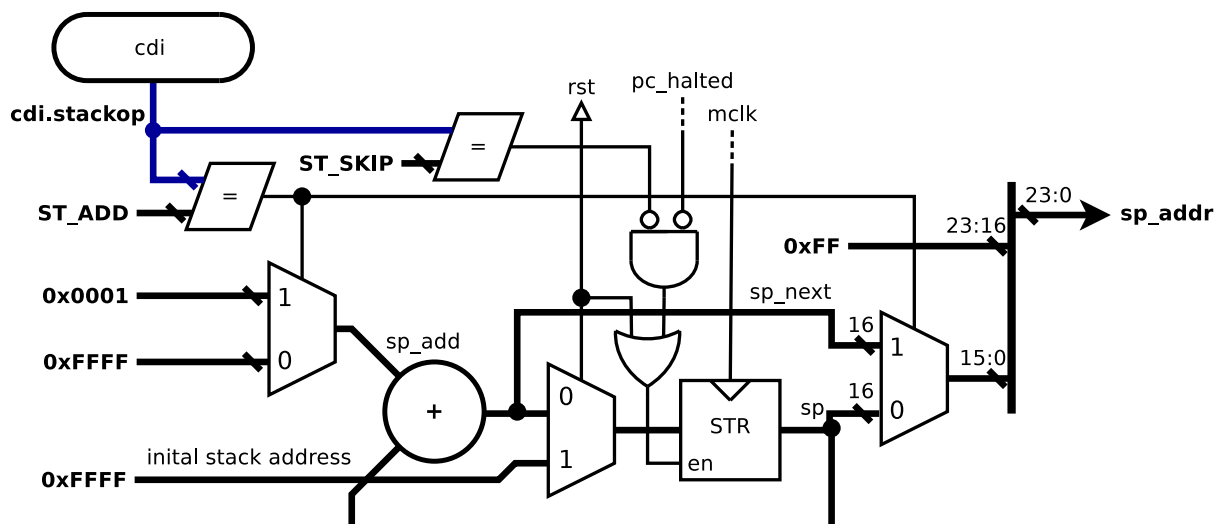 cdi
rst
pc_halted
mclk
cdi.stackop
=
ST_SKIP
=
ST_ADD
23:0
sp_addr
23:16
0xFF
0x0001
1
sp_next
16
1
0xFFFF
0
sp_add
15:0
0
16
sp
0
+
STR
inital stack address
1
en
0xFFFF